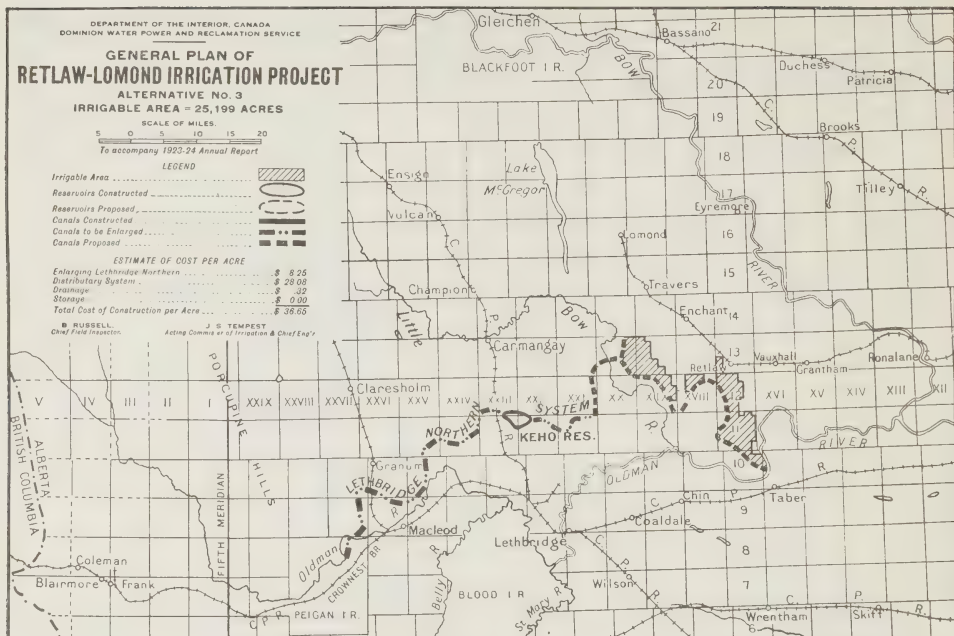 DEPARTMENT OF THE INTERIOR, CANADA
DOMINION WATER POWER AND RECLAMATION SERVICE
GENERAL PLAN OF
RETLAW-LOMOND IRRIGATION PROJECT
ALTERNATIVE No. 3
IRRIGABLE AREA = 25,199 ACRES
SCALE OF MILES.
5 0 5 10 15 20
To accompany 1923-24 Annual Report
LEGEND
Irrigable Area
Reservoirs Constructed
Reservoirs Proposed
Canals Constructed
Canals to be Enlarged
Canals Proposed
ESTIMATE OF COST PER ACRE
Enlarging Lethbridge Northern $ 8.25
Distributary System $ 28.08
Drainage $ .32
Storage $ 0.00
Total Cost of Construction per Acre $ 36.65
B. RUSSELL.
Chief Field Inspector.
J. S. TEMPEST
Acting Commis'er of Irrigation & Chief Eng'r
Gleichen
Bassano
21
BLACKFOOT I R.
BOW
Duchess
Patricia
20
C.
19
Brooks
P.
18
Ensign
Lake
McGregor
17
Tilley
R.
Eyremore
Vulcan
C.
Lomond
16
RIVER
15
Champion
Travers
P.
Little
Bow
Enchant
14
Carmangay
13
Vauxhall
Ronalane
Retlaw
Grantham
PORCUPINE
HILLS
Claresholm
V IV III II I XXIX XXVIII XXVII XXVI XXV XXIV XXIII XX XXI XX XIX XVIII 12 XVI XV XIV XIII XII
NORTHERN
SYSTEM
KEHO RES.
R
R.
11
RIVER
ALBERTA
BRITISH COLUMBIA
Granum
LETHBRIDGE
10
OLDMAN
R
FIFTH MERIDIAN
R
C.
Chin
P
Taber
9
Macleod
Lethbridge
Coaldale
Oldman
CROWNEST BR
8
C.
Coleman
Blairmore
Frank
R
Belly
P.
Wilson
7
BLOOD I R
St Mary R
R
C.P.R.
PEIGAN I R.
C.
P.
R.
Wrentham
Skiff
6